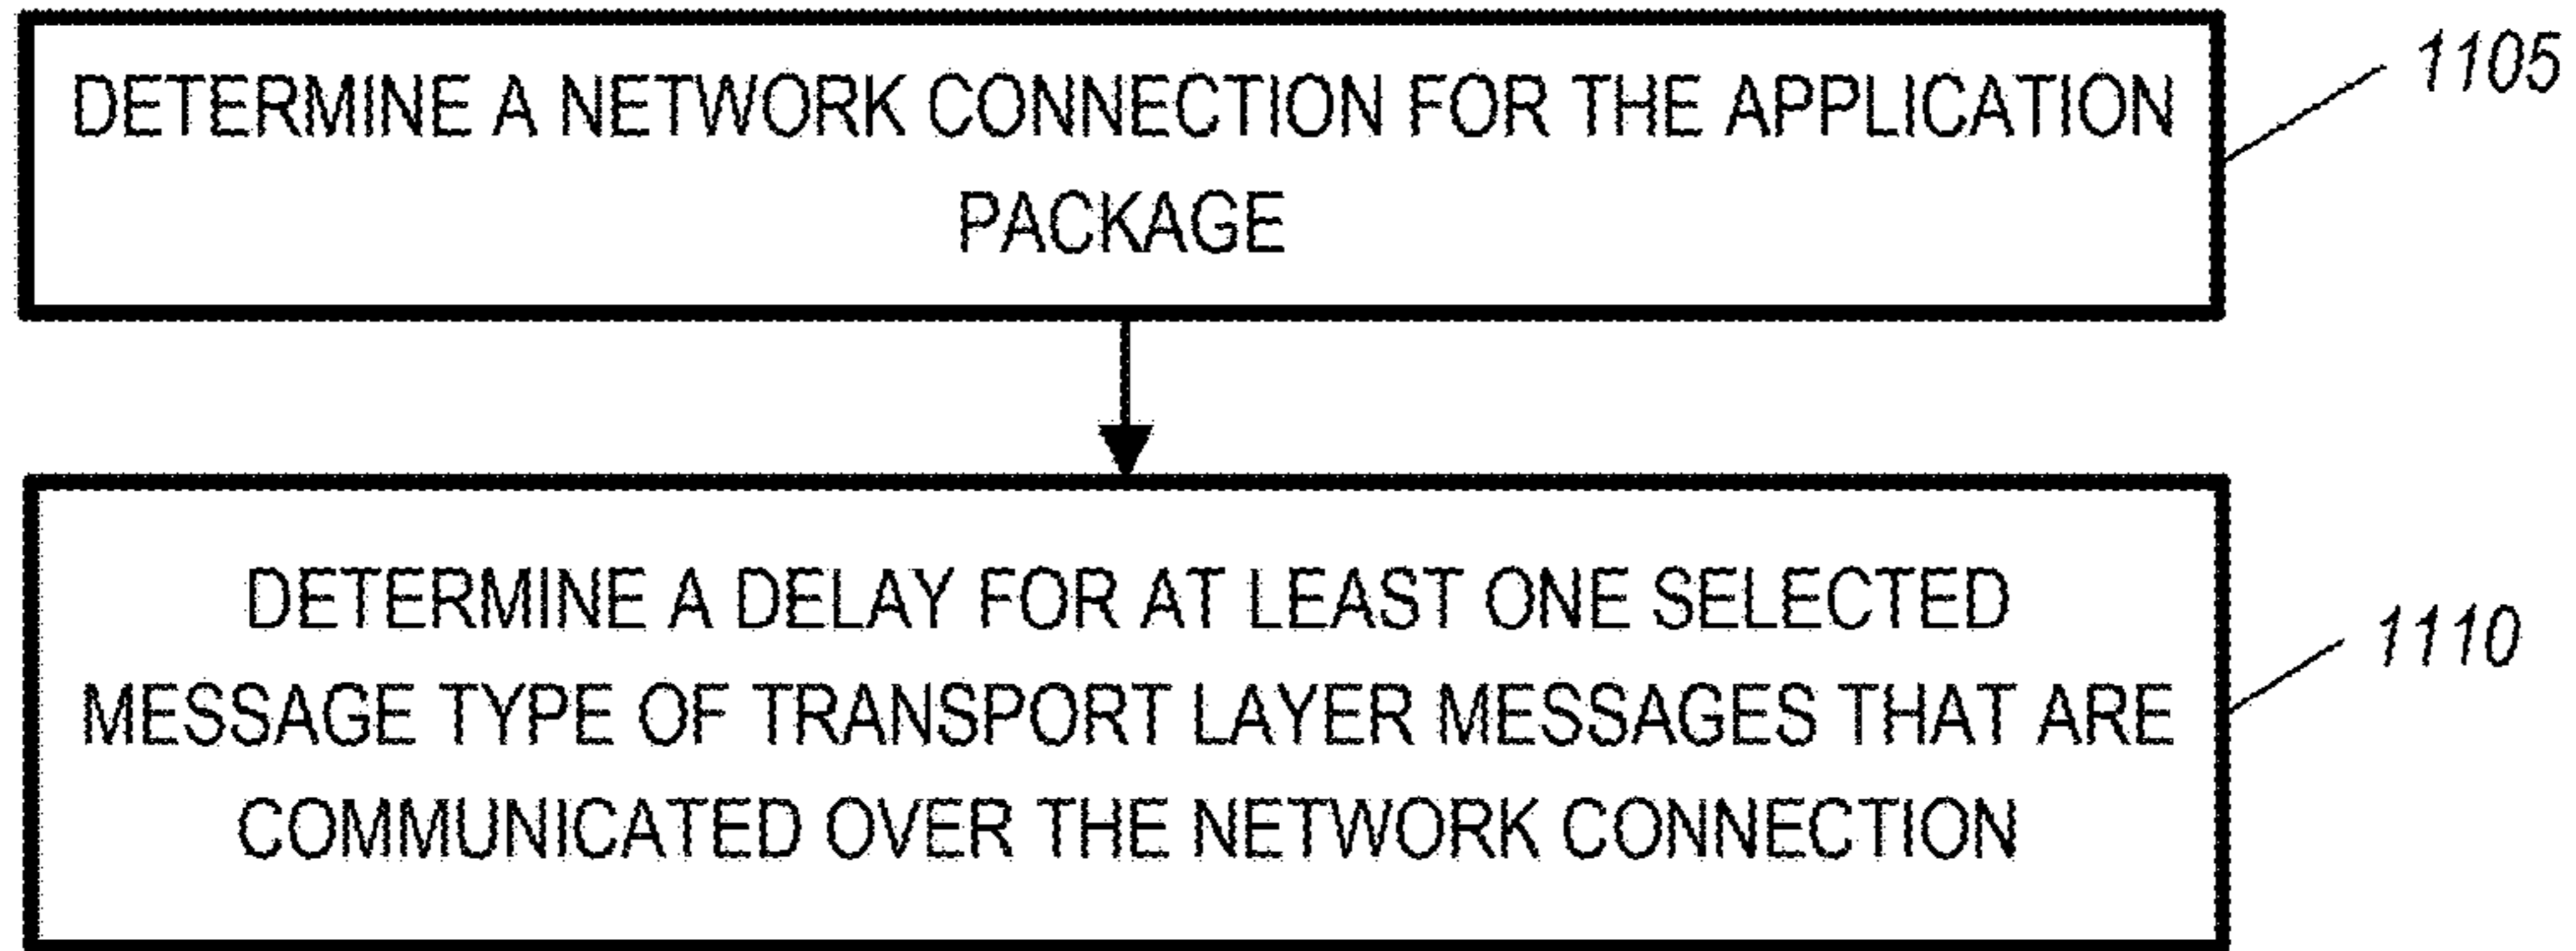 DETERMINE A NETWORK CONNECTION FOR THE APPLICATION
PACKAGE
1105
DETERMINE A DELAY FOR AT LEAST ONE SELECTED
MESSAGE TYPE OF TRANSPORT LAYER MESSAGES THAT ARE
COMMUNICATED OVER THE NETWORK CONNECTION
1110